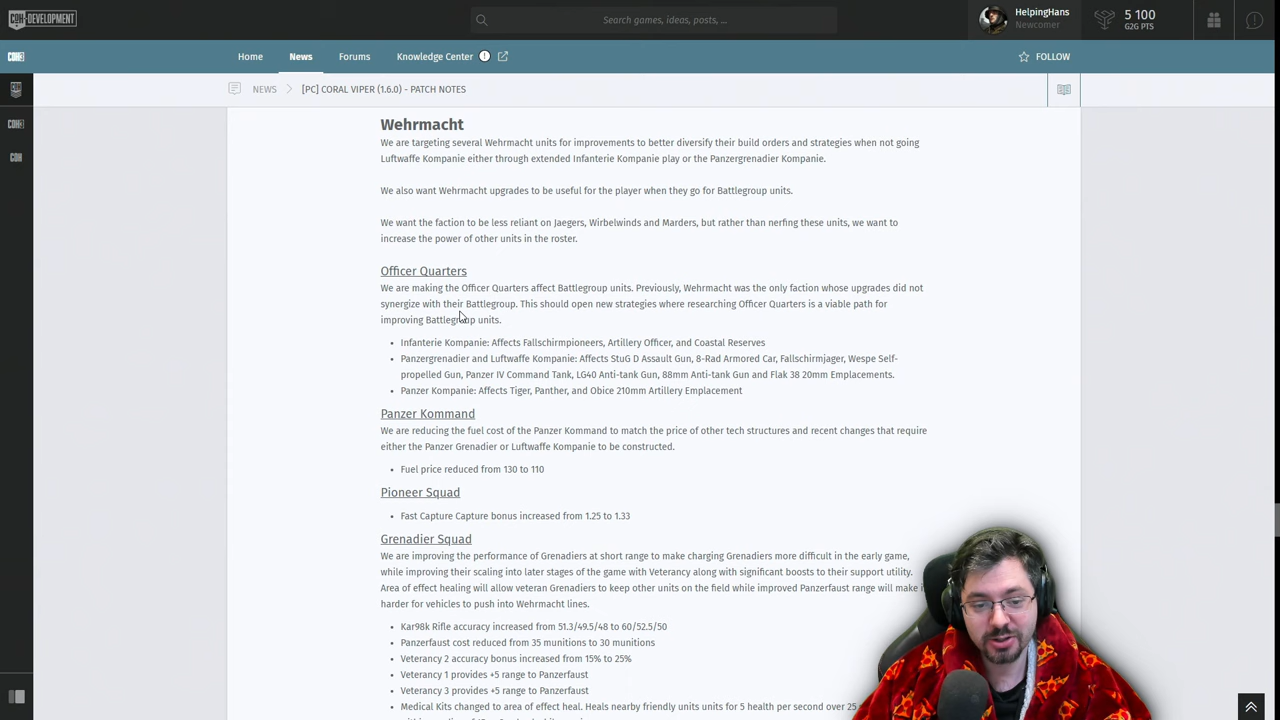 COH-DEVELOPMENT
Search games, ideas, posts, ...
HelpingHans
Newcomer
5 100
G2G PTS
COH3
Home
News
Forums
Knowledge Center
FOLLOW
NEWS
[PC] CORAL VIPER (1.6.0) - PATCH NOTES
COH3
COH
Wehrmacht
We are targeting several Wehrmacht units for improvements to better diversify their build orders and strategies when not going
Luftwaffe Kompanie either through extended Infanterie Kompanie play or the Panzergrenadier Kompanie.
We also want Wehrmacht upgrades to be useful for the player when they go for Battlegroup units.
We want the faction to be less reliant on Jaegers, Wirbelwinds and Marders, but rather than nerfing these units, we want to
increase the power of other units in the roster.
Officer Quarters
We are making the Officer Quarters affect Battlegroup units. Previously, Wehrmacht was the only faction whose upgrades did not
synergize with their Battlegroup. This should open new strategies where researching Officer Quarters is a viable path for
improving Battlegroup units.
• Infanterie Kompanie: Affects Fallschirmpioneers, Artillery Officer, and Coastal Reserves
• Panzergrenadier and Luftwaffe Kompanie: Affects StuG D Assault Gun, 8-Rad Armored Car, Fallschirmjager, Wespe Self-
propelled Gun, Panzer IV Command Tank, LG40 Anti-tank Gun, 88mm Anti-tank Gun and Flak 38 20mm Emplacements.
• Panzer Kompanie: Affects Tiger, Panther, and Obice 210mm Artillery Emplacement
Panzer Kommand
We are reducing the fuel cost of the Panzer Kommand to match the price of other tech structures and recent changes that require
either the Panzer Grenadier or Luftwaffe Kompanie to be constructed.
• Fuel price reduced from 130 to 110
Pioneer Squad
• Fast Capture Capture bonus increased from 1.25 to 1.33
Grenadier Squad
We are improving the performance of Grenadiers at short range to make charging Grenadiers more difficult in the early game,
while improving their scaling into later stages of the game with Veterancy along with significant boosts to their support utility.
Area of effect healing will allow veteran Grenadiers to keep other units on the field while improved Panzerfaust range will make
harder for vehicles to push into Wehrmacht lines.
• Kar98k Rifle accuracy increased from 51.3/49.5/48 to 60/52.5/50
• Panzerfaust cost reduced from 35 munitions to 30 munitions
• Veterancy 2 accuracy bonus increased from 15% to 25%
• Veterancy 1 provides +5 range to Panzerfaust
• Veterancy 3 provides +5 range to Panzerfaust
• Medical Kits changed to area of effect heal. Heals nearby friendly units units for 5 health per second over 25